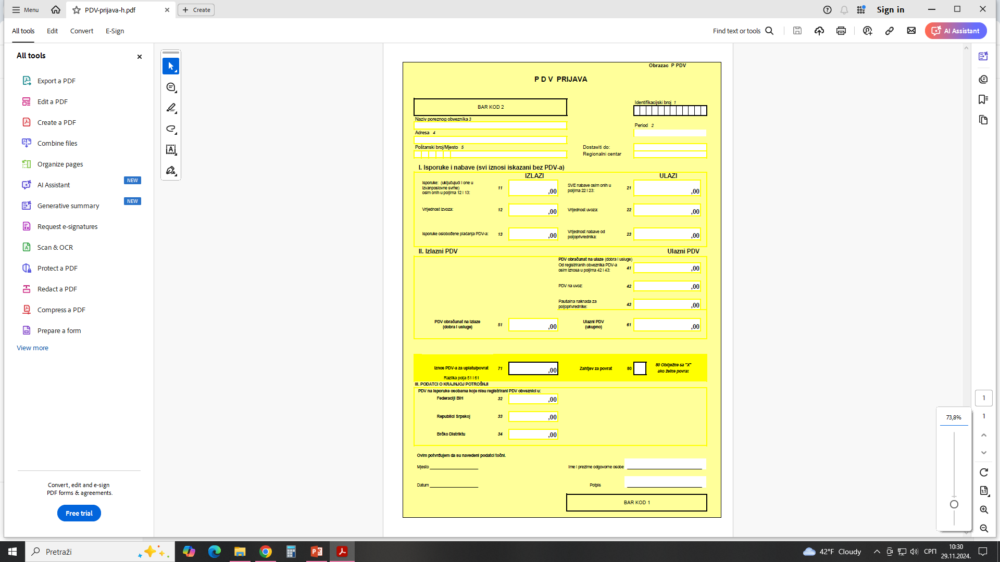 Menu
PDV-prijava-h.pdf
Create
Sign in
All tools
Edit
Convert
E-Sign
Find text or tools
AI Assistant
All tools
Export a PDF
Edit a PDF
Create a PDF
Combine files
Organize pages
AI Assistant
NEW
Generative summary
NEW
Request e-signatures
Scan & OCR
Protect a PDF
Redact a PDF
Compress a PDF
Prepare a form
View more
Convert, edit and e-sign
PDF forms & agreements.
Free trial
Obrazac P PDV
P D V PRIJAVA
BAR KOD 2
Identifikacijski broj 1
Naziv poreznog obveznika 3
Period 2
Adresa 4
Poštanski broj/Mjesto 5
Dostaviti do:
Regionalni centar
I. Isporuke i nabave (svi iznosi iskazani bez PDV-a)
IZLAZI
ULAZI
Isporuke: (uključujući i one u
izvanposlovne svrhe)
osim onih u poljima 12 i 13:
11
,00
SVE nabave osim onih u
poljima 22 i 23:
21
,00
Vrijednost izvoza:
12
,00
Vrijednost uvoza:
22
,00
Isporuke oslobođene plaćanja PDV-a:
13
,00
Vrijednost nabave od
poljoprivrednika:
23
,00
II. Izlazni PDV
Ulazni PDV
PDV obračunat na ulaze (dobra i usluge)
Od registriranih obveznika PDV-a
osim iznosa u poljima 42 i 43:
41
,00
PDV na uvoz:
42
,00
Paušalna naknada za
poljoprivrednike:
43
,00
PDV obračunat na izlaze
(dobra i usluge)
51
,00
Ulazni PDV
(ukupno)
61
,00
Iznos PDV-a za uplatu/povrat
71
,00
Zahtjev za povrat
80
80 Obilježite sa "X"
ako želite povrat
Razlika polja 51 i 61
III. PODATCI O KRAJNJOJ POTROŠNJI
PDV na isporuke osobama koje nisu registrirani PDV obveznici u:
Federaciji BiH
32
,00
Republici Srpskoj
33
,00
Brčko Distriktu
34
,00
Ovim potvrđujem da su navedeni podatci točni.
Mjesto
Ime i prezime odgovorne osobe
Datum
Potpis
BAR KOD 1
1
1
73,8%
Pretraži
42°F Cloudy
СРП
10:30
29.11.2024.